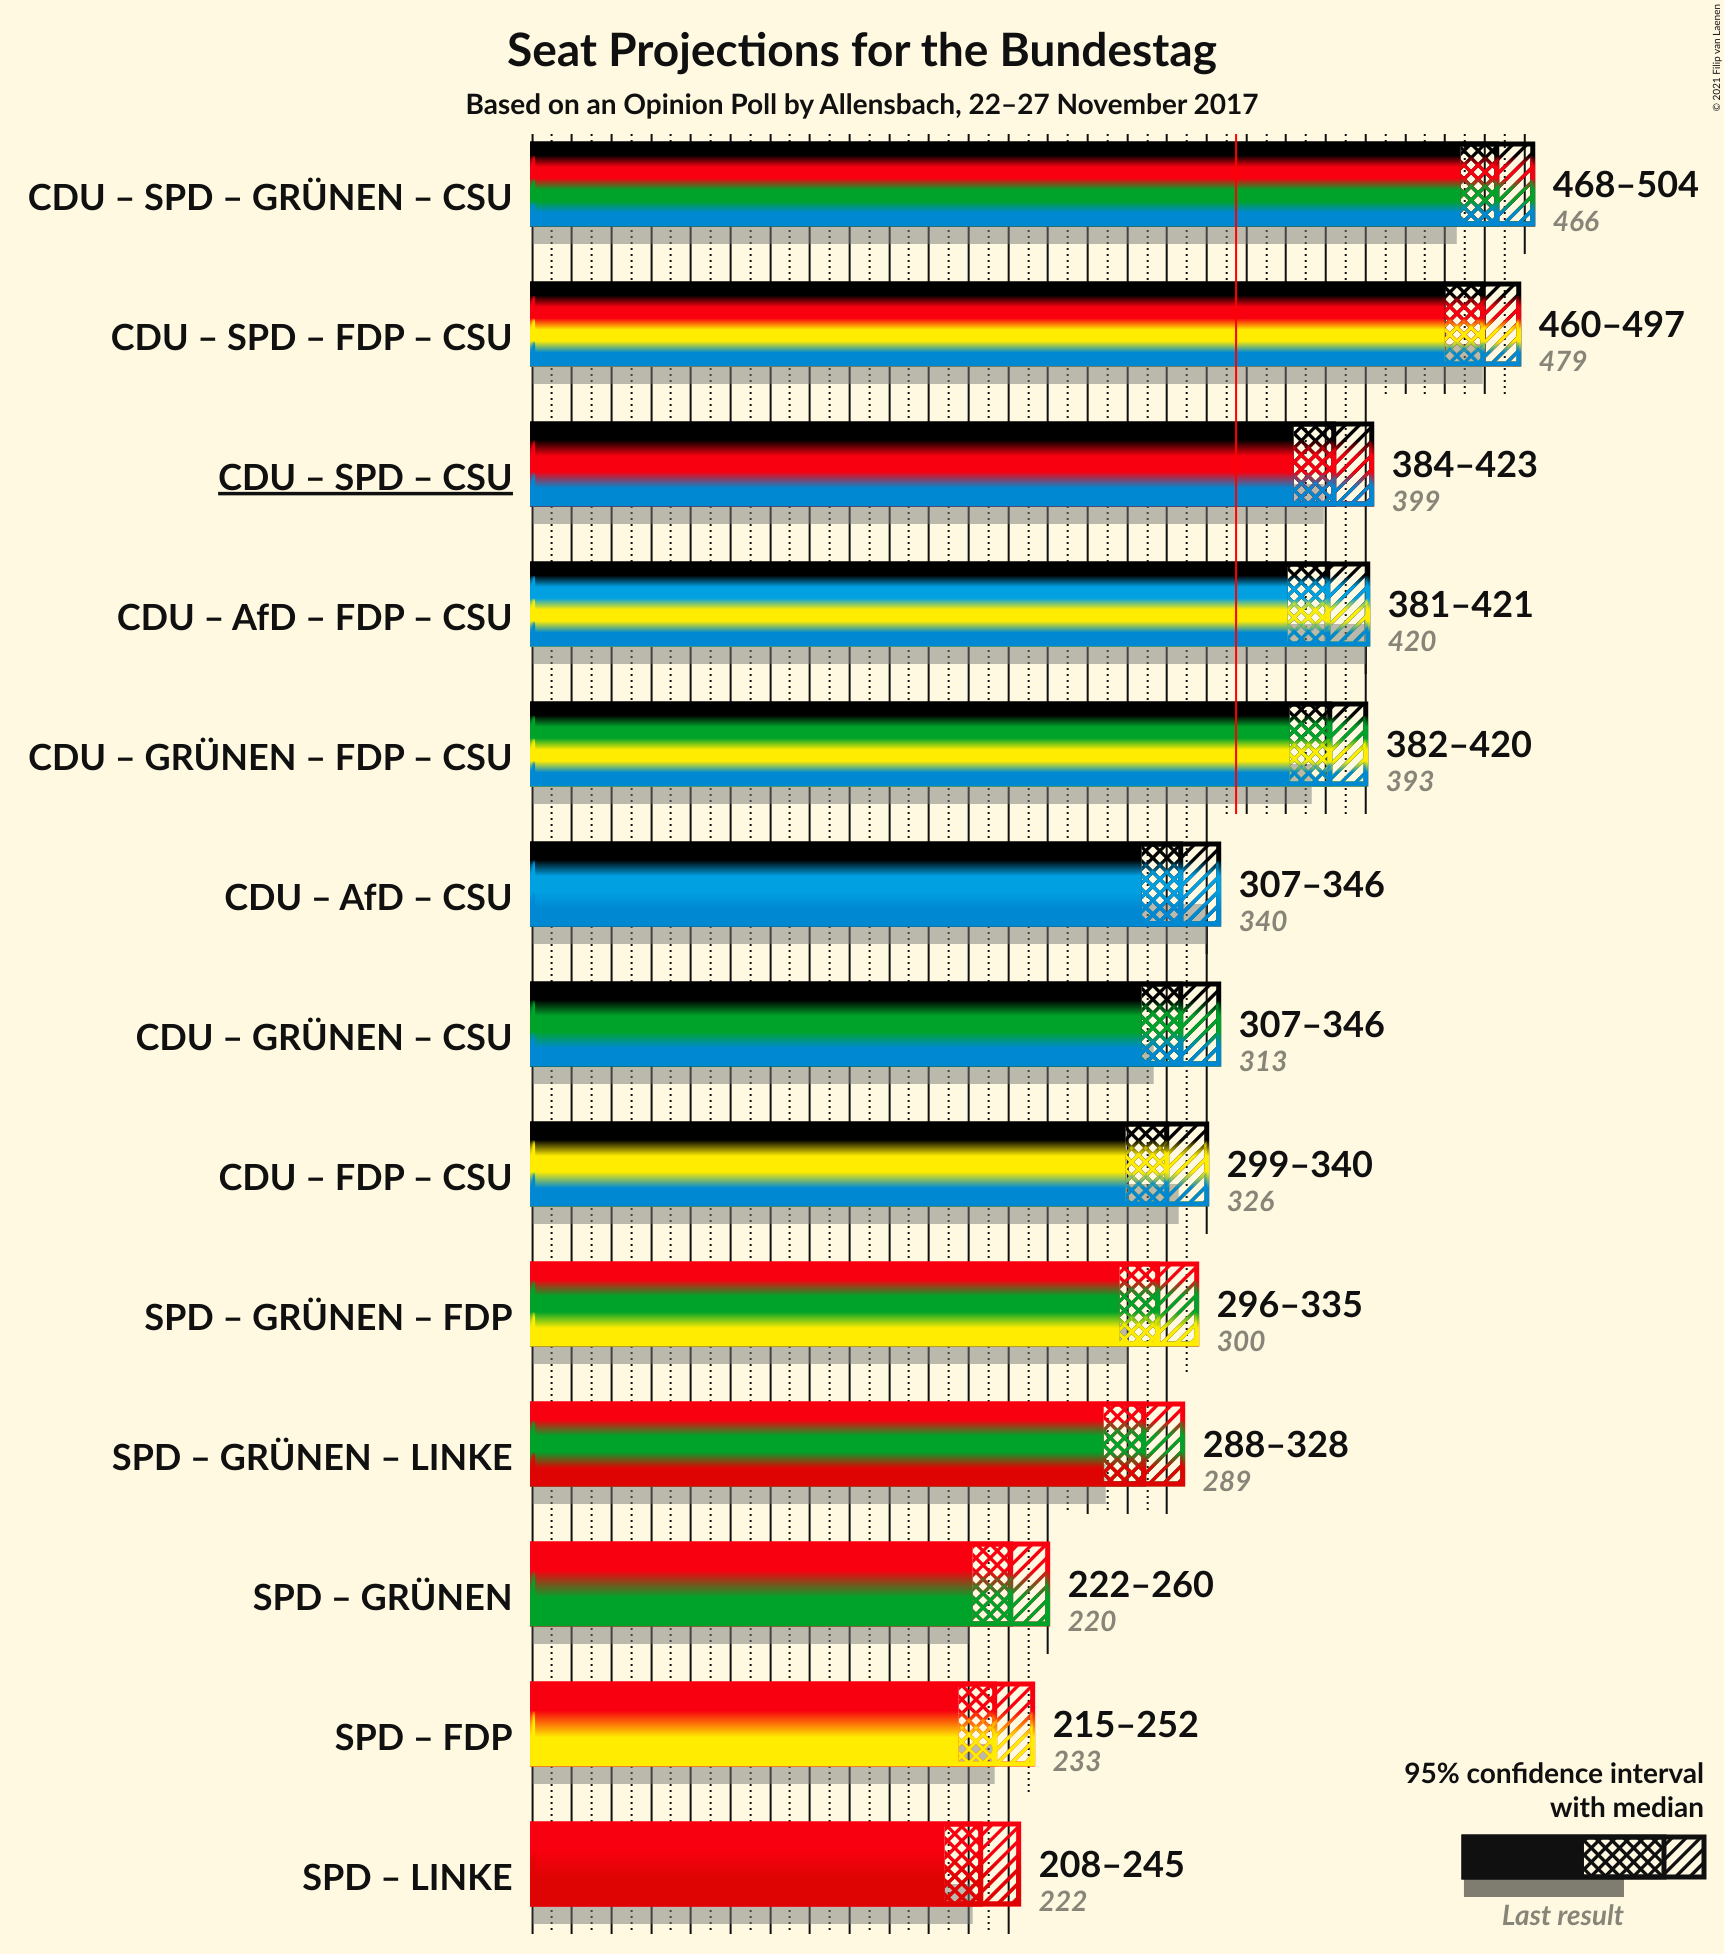 Seat Projections for the Bundestag
Based on an Opinion Poll by Allensbach, 22–27 November 2017
© 2021 Filip van Laenen
CDU – SPD – GRÜNEN – CSU
468–504
466
CDU – SPD – FDP – CSU
460–497
479
CDU – SPD – CSU
384–423
399
CDU – AfD – FDP – CSU
381–421
420
CDU – GRÜNEN – FDP – CSU
382–420
393
CDU – AfD – CSU
307–346
340
CDU – GRÜNEN – CSU
307–346
313
CDU – FDP – CSU
299–340
326
SPD – GRÜNEN – FDP
296–335
300
SPD – GRÜNEN – LINKE
288–328
289
SPD – GRÜNEN
222–260
220
SPD – FDP
215–252
233
SPD – LINKE
208–245
222
95% confidence interval
with median
Last result